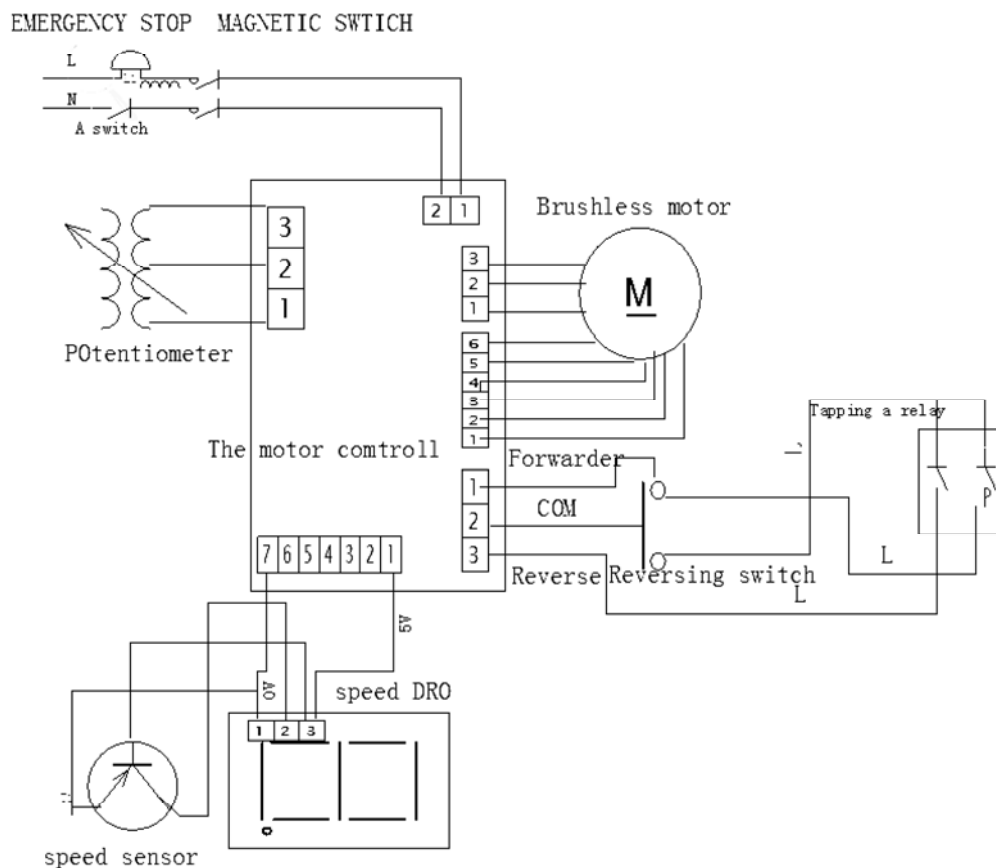 EMERGENCY STOP MAGNETIC SWTICH
L
N
A switch
2 1
Brushless motor
3
2
1
3
2
1
M
POtentiometer
6
5
4
3
2
1
Tapping a relay
The motor comtroll
Forwarder
L
1
COM
2
P
3
L
7 6 5 4 3 2 1
Reverse Reversing switch
L
5V
0V
speed DRO
1 2 3
speed sensor